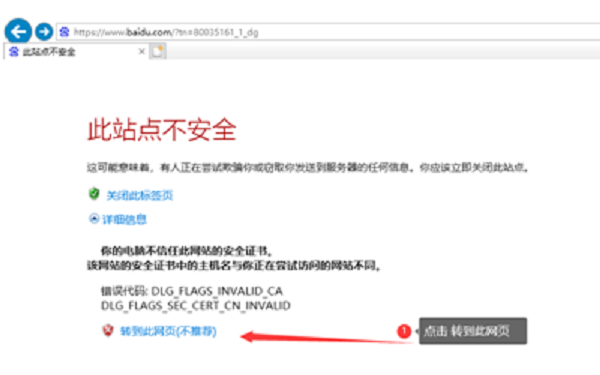 https://www.baidu.com/?tn=80035161_1_dg
此站点不安全
此站点不安全
这可能意味着，有人正在尝试欺骗你或窃取你发送到服务器的任何信息。你应该立即关闭此站点。
关闭此标签页
详细信息
你的电脑不信任此网站的安全证书。
该网站的安全证书中的主机名与你正在尝试访问的网站不同。
错误代码: DLG_FLAGS_INVALID_CA
DLG_FLAGS_SEC_CERT_CN_INVALID
转到此网页(不推荐)
1 点击 转到此网页